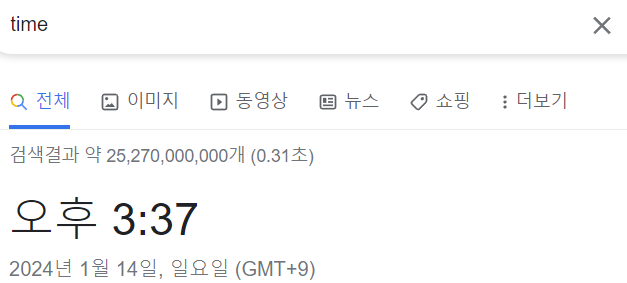 time
전체 이미지 동영상 뉴스 쇼핑 더보기
검색결과 약 25,270,000,000개 (0.31초)
오후 3:37
2024년 1월 14일, 일요일 (GMT+9)